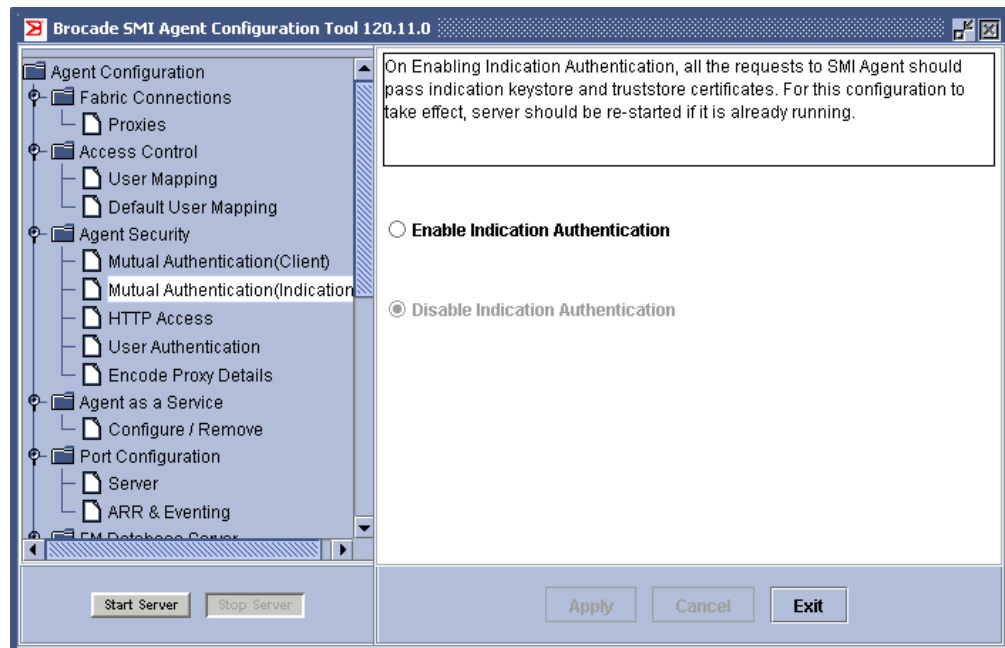 Brocade SMI Agent Configuration Tool 120.11.0
Agent Configuration
Fabric Connections
Proxies
Access Control
User Mapping
Default User Mapping
Agent Security
Mutual Authentication(Client)
Mutual Authentication(Indication
HTTP Access
User Authentication
Encode Proxy Details
Agent as a Service
Configure / Remove
Port Configuration
Server
ARR & Eventing
Start Server
Stop Server
On Enabling Indication Authentication, all the requests to SMI Agent should
pass indication keystore and truststore certificates. For this configuration to
take effect, server should be re-started if it is already running.
Enable Indication Authentication
Disable Indication Authentication
Apply
Cancel
Exit